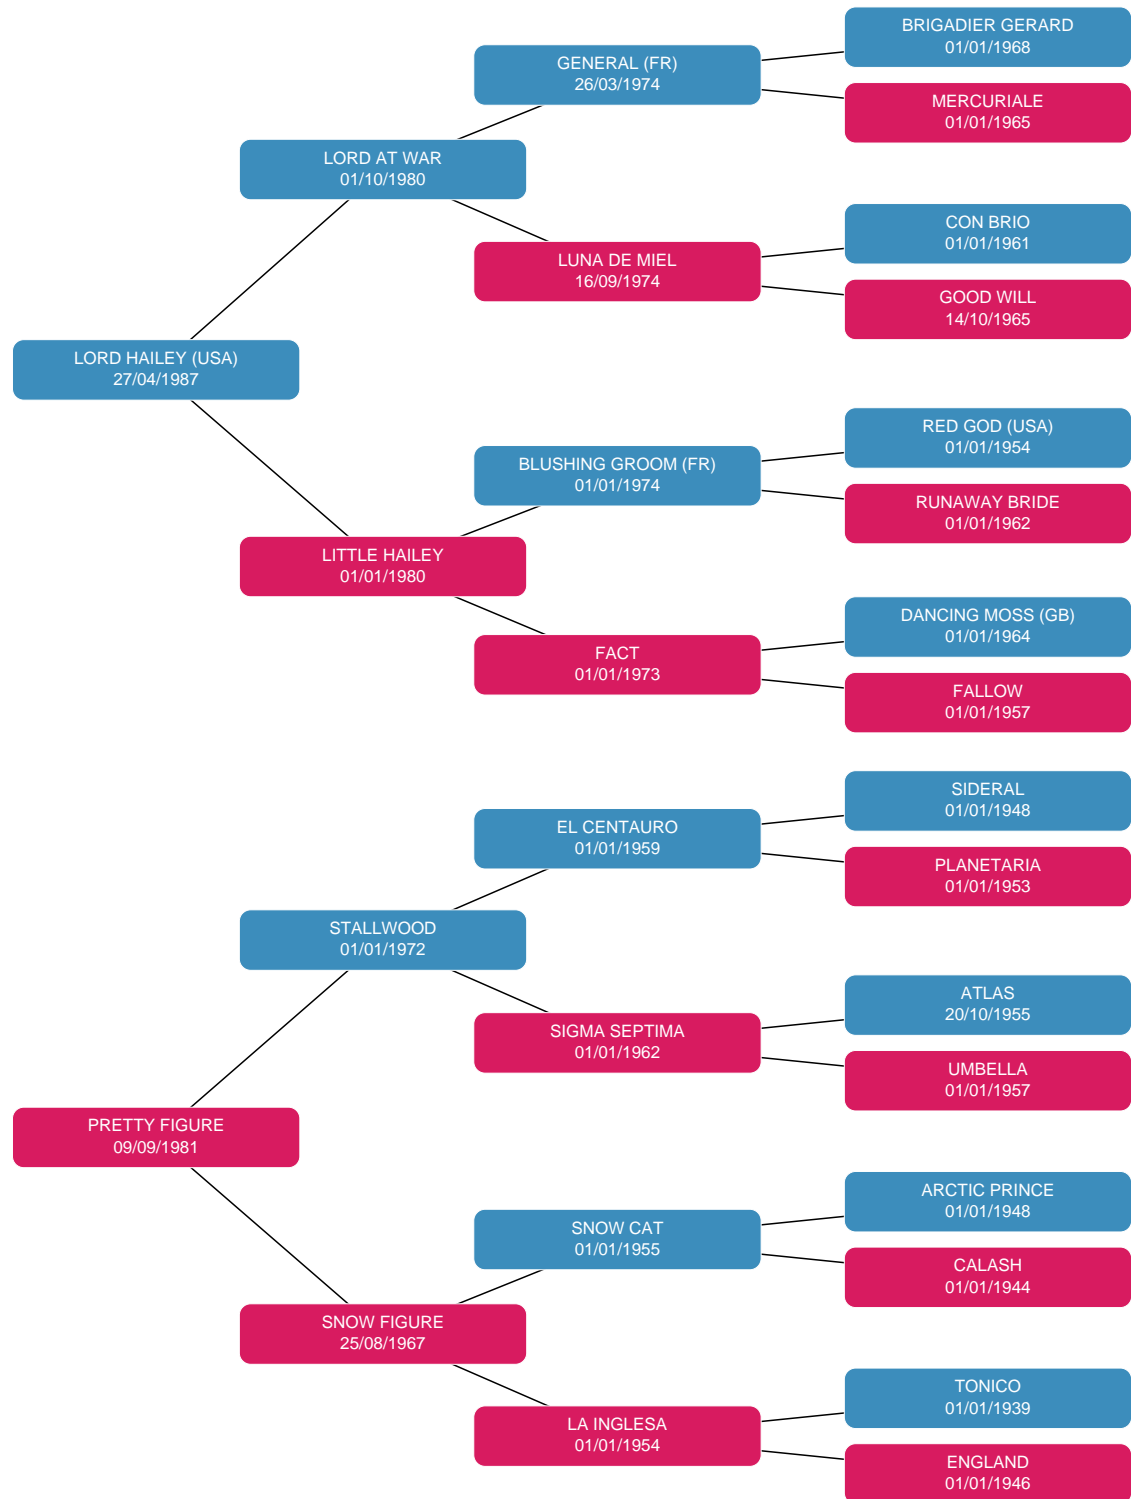 BRIGADIER GERARD
01/01/1968
GENERAL (FR)
26/03/1974
MERCURIALE
01/01/1965
LORD AT WAR
01/10/1980
CON BRIO
01/01/1961
LUNA DE MIEL
16/09/1974
GOOD WILL
14/10/1965
LORD HAILEY (USA)
27/04/1987
RED GOD (USA)
01/01/1954
BLUSHING GROOM (FR)
01/01/1974
RUNAWAY BRIDE
01/01/1962
LITTLE HAILEY
01/01/1980
DANCING MOSS (GB)
01/01/1964
FACT
01/01/1973
FALLOW
01/01/1957
SIDERAL
01/01/1948
EL CENTAURO
01/01/1959
PLANETARIA
01/01/1953
STALLWOOD
01/01/1972
ATLAS
20/10/1955
SIGMA SEPTIMA
01/01/1962
UMBELLA
01/01/1957
PRETTY FIGURE
09/09/1981
ARCTIC PRINCE
01/01/1948
SNOW CAT
01/01/1955
CALASH
01/01/1944
SNOW FIGURE
25/08/1967
TONICO
01/01/1939
LA INGLESA
01/01/1954
ENGLAND
01/01/1946